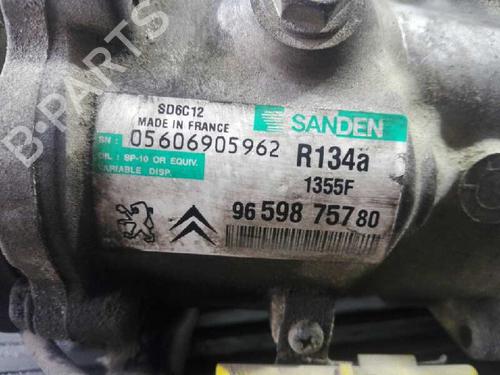 B-PARTS
SD6C12
MADE IN FRANCE
SANDEN
SN : 05606905962
R134a
OIL : SP-10 OR EQUIV.
VARIABLE DISP.
1355F
96 598 757 80